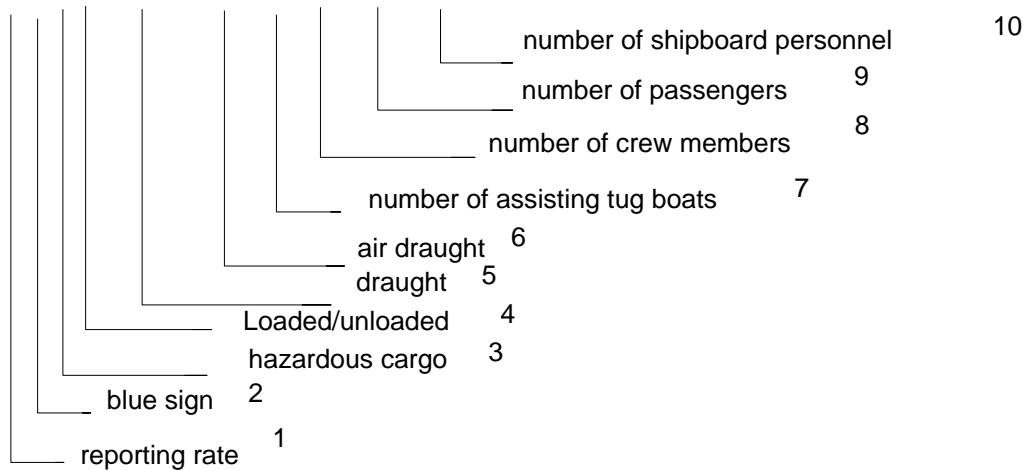 number of shipboard personnel 10
number of passengers 9
number of crew members 8
number of assisting tug boats 7
air draught 6
draught 5
Loaded/unloaded 4
hazardous cargo 3
blue sign 2
reporting rate 1